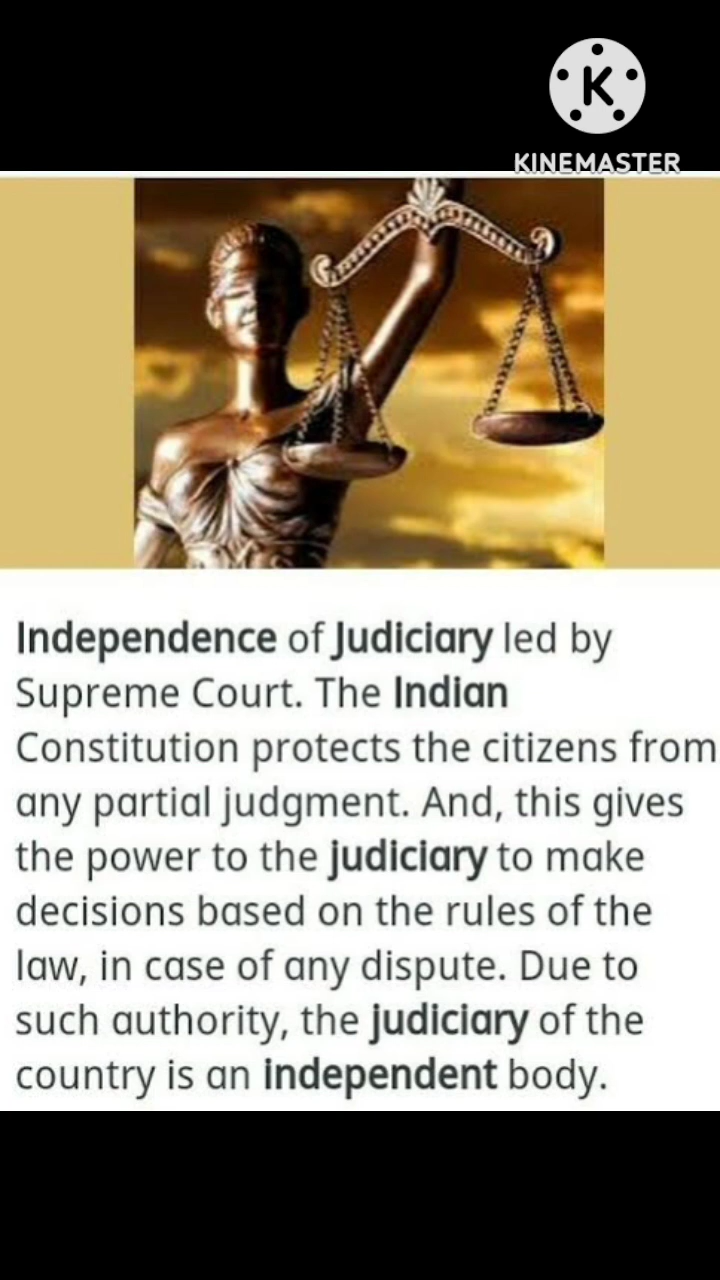 K
KINEMASTER
Independence of Judiciary led by
Supreme Court. The Indian
Constitution protects the citizens from
any partial judgment. And, this gives
the power to the judiciary to make
decisions based on the rules of the
law, in case of any dispute. Due to
such authority, the judiciary of the
country is an independent body.